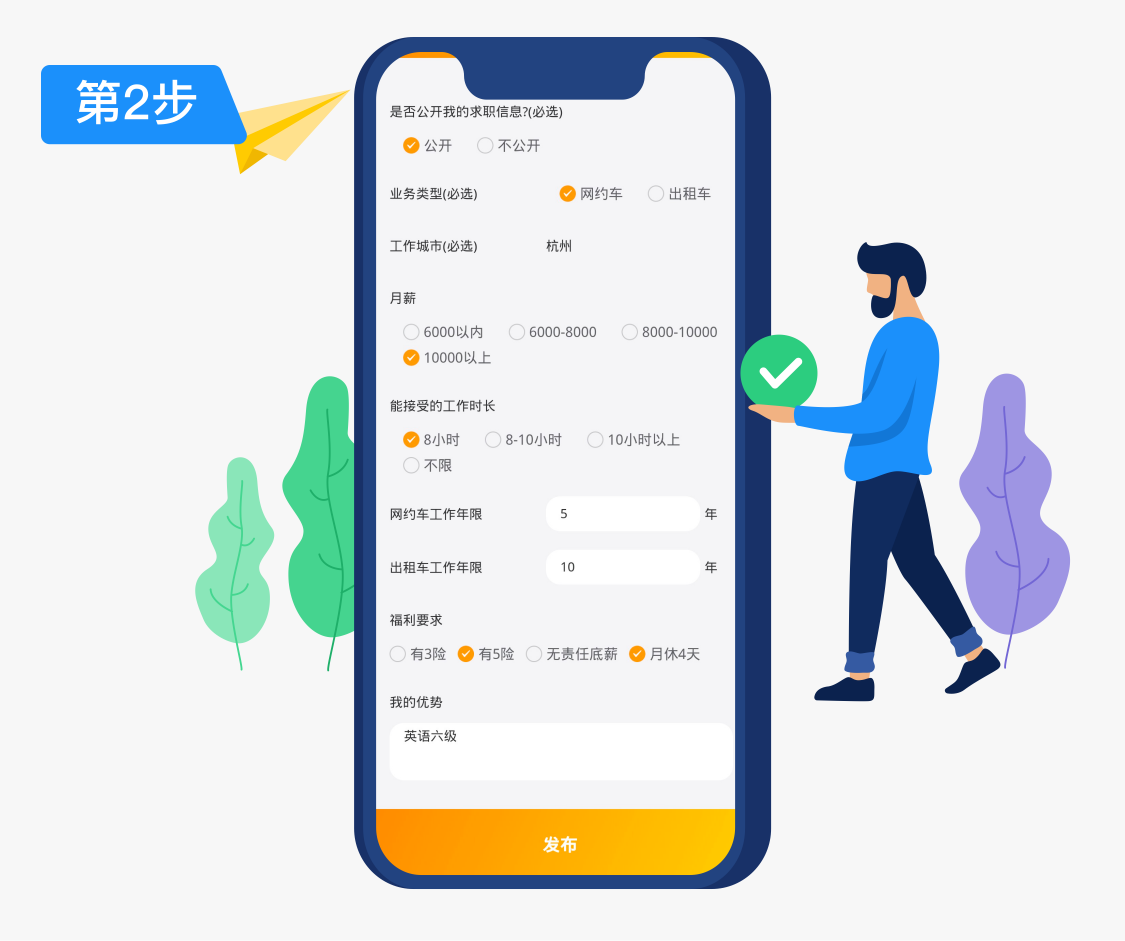 第2步
是否公开我的求职信息?(必选)
公开 不公开
业务类型(必选) 网约车 出租车
工作城市(必选) 杭州
月薪
6000以内 6000-8000 8000-10000
10000以上
能接受的工作时长
8小时 8-10小时 10小时以上
不限
网约车工作年限 5 年
出租车工作年限 10 年
福利要求
有3险 有5险 无责任底薪 月休4天
我的优势
英语六级
发布